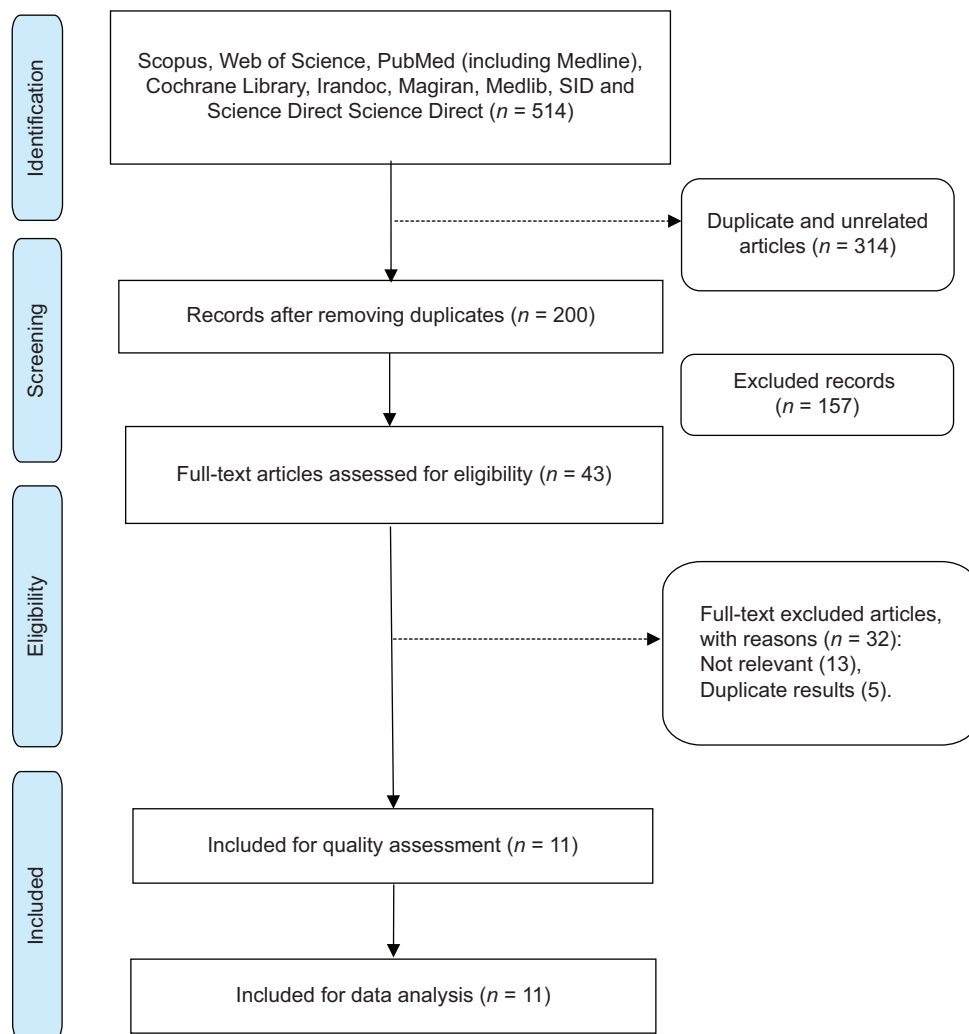 Identification
Scopus, Web of Science, PubMed (including Medline),
Cochrane Library, Irandoc, Magiran, Medlib, SID and
Science Direct Science Direct (n = 514)
Duplicate and unrelated
articles (n = 314)
Screening
Records after removing duplicates (n = 200)
Excluded records
(n = 157)
Full-text articles assessed for eligibility (n = 43)
Eligibility
Full-text excluded articles,
with reasons (n = 32):
Not relevant (13),
Duplicate results (5).
Included
Included for quality assessment (n = 11)
Included for data analysis (n = 11)